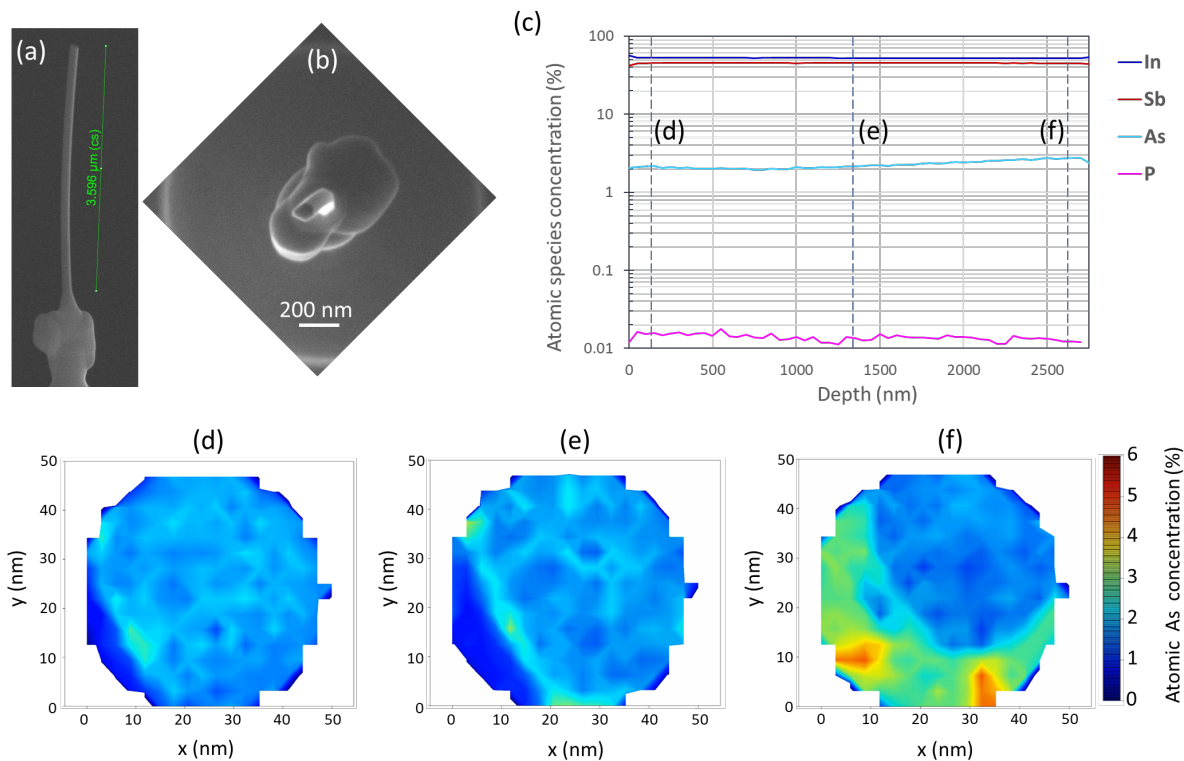 (a)
3.596 µm (cs)
(b)
200 nm
(c)
Atomic species concentration (%)
100
10
1
0.1
0.01
(d)
(e)
(f)
0
500
1000
1500
2000
2500
Depth (nm)
In
Sb
As
P
(d)
y (nm)
50
40
30
20
10
0
0
10
20
30
40
50
x (nm)
(e)
y (nm)
50
40
30
20
10
0
0
10
20
30
40
50
x (nm)
(f)
y (nm)
50
40
30
20
10
0
0
10
20
30
40
50
x (nm)
6
5
4
3
2
1
0
Atomic As concentration (%)